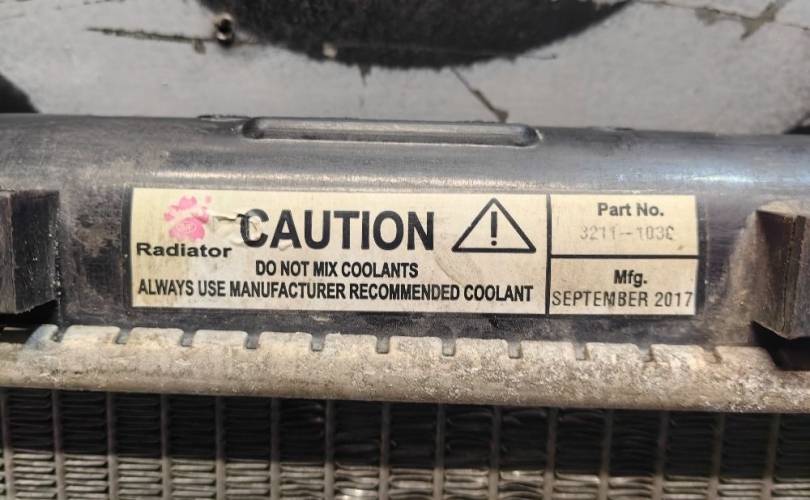 Radiator
CAUTION
DO NOT MIX COOLANTS
ALWAYS USE MANUFACTURER RECOMMENDED COOLANT
Part No.
Mfg.
SEPTEMBER 2017